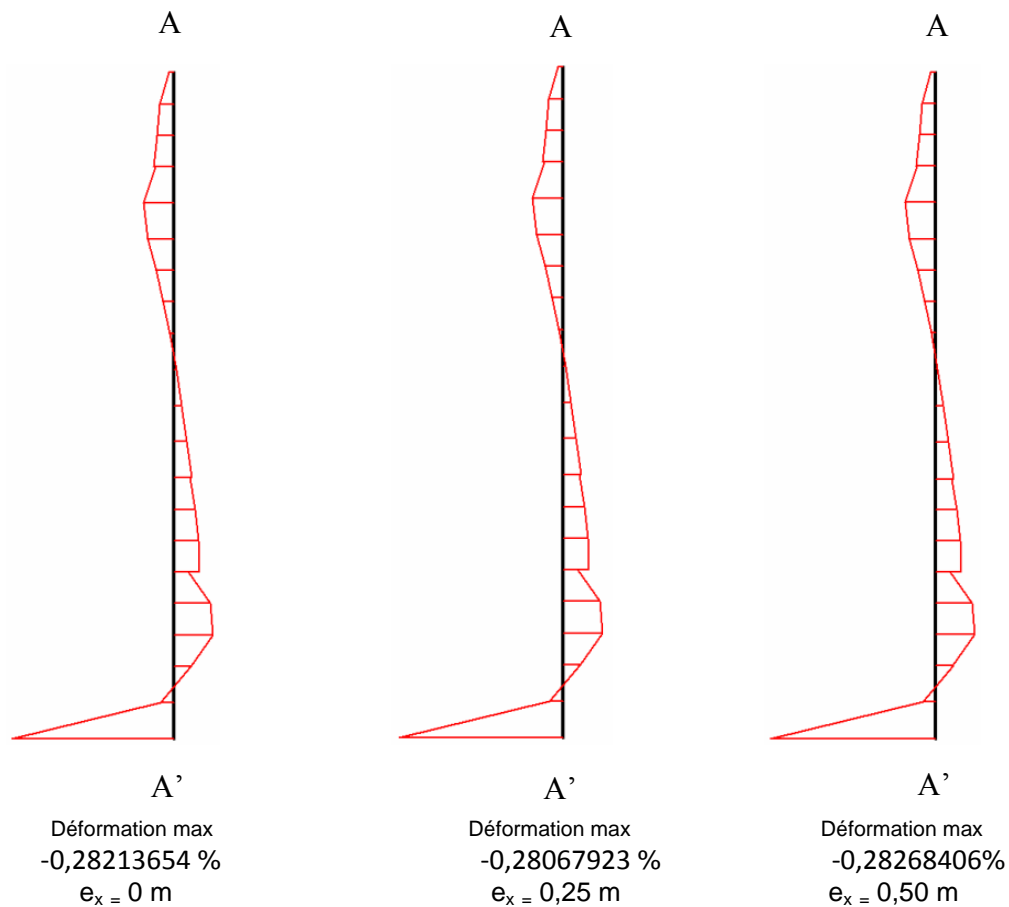 A
A
A
A’
A’
A’
Déformation max
-0,28213654 %
eₓ = 0 m
Déformation max
-0,28067923 %
eₓ = 0,25 m
Déformation max
-0,28268406%
eₓ = 0,50 m